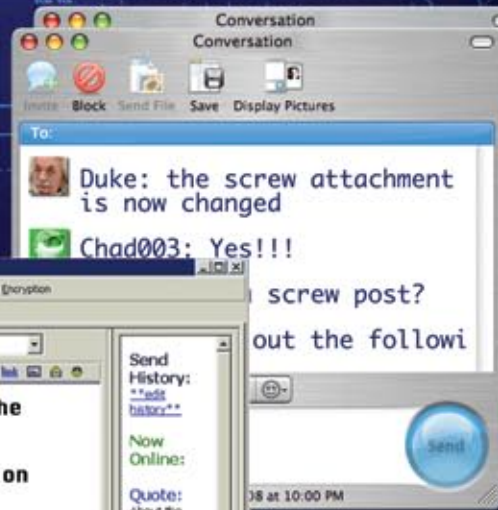 Conversation
Conversation
Invite Block Send File Save Display Pictures
To:
Duke: the screw attachment
is now changed
Chad003: Yes!!!
screw post?
out the followi
Send
8 at 10:00 PM
Encryption
he
on
Send
History:
**edit
history**
Now
Online:
Quote: